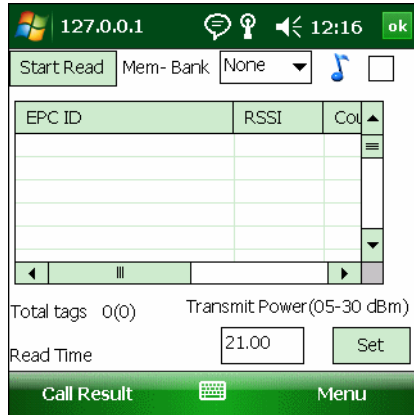 127.0.0.1 12:16 ok
Start Read Mem- Bank None
EPC ID RSSI Cou
Total tags 0(0) Transmit Power(05-30 dBm)
Read Time 21.00 Set
Call Result Menu